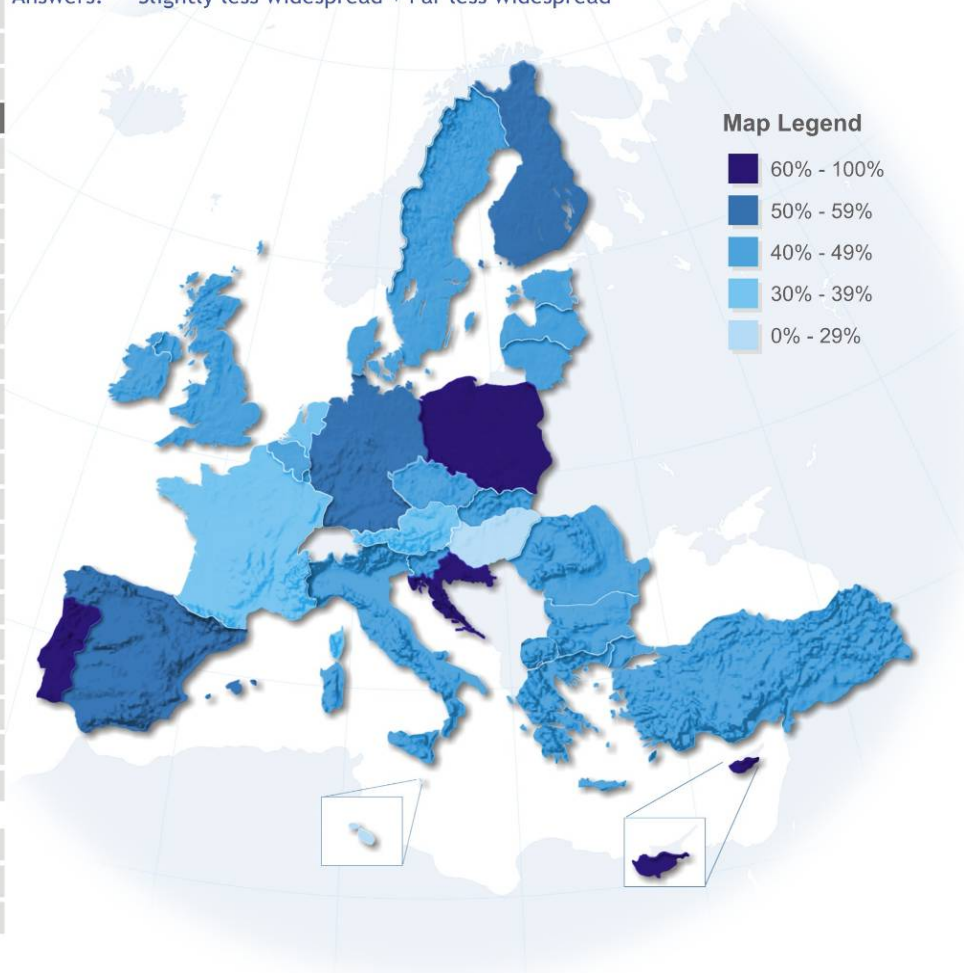 Answers: Slightly less widespread + Far less widespread
Map Legend
60% - 100%
50% - 59%
40% - 49%
30% - 39%
0% - 29%